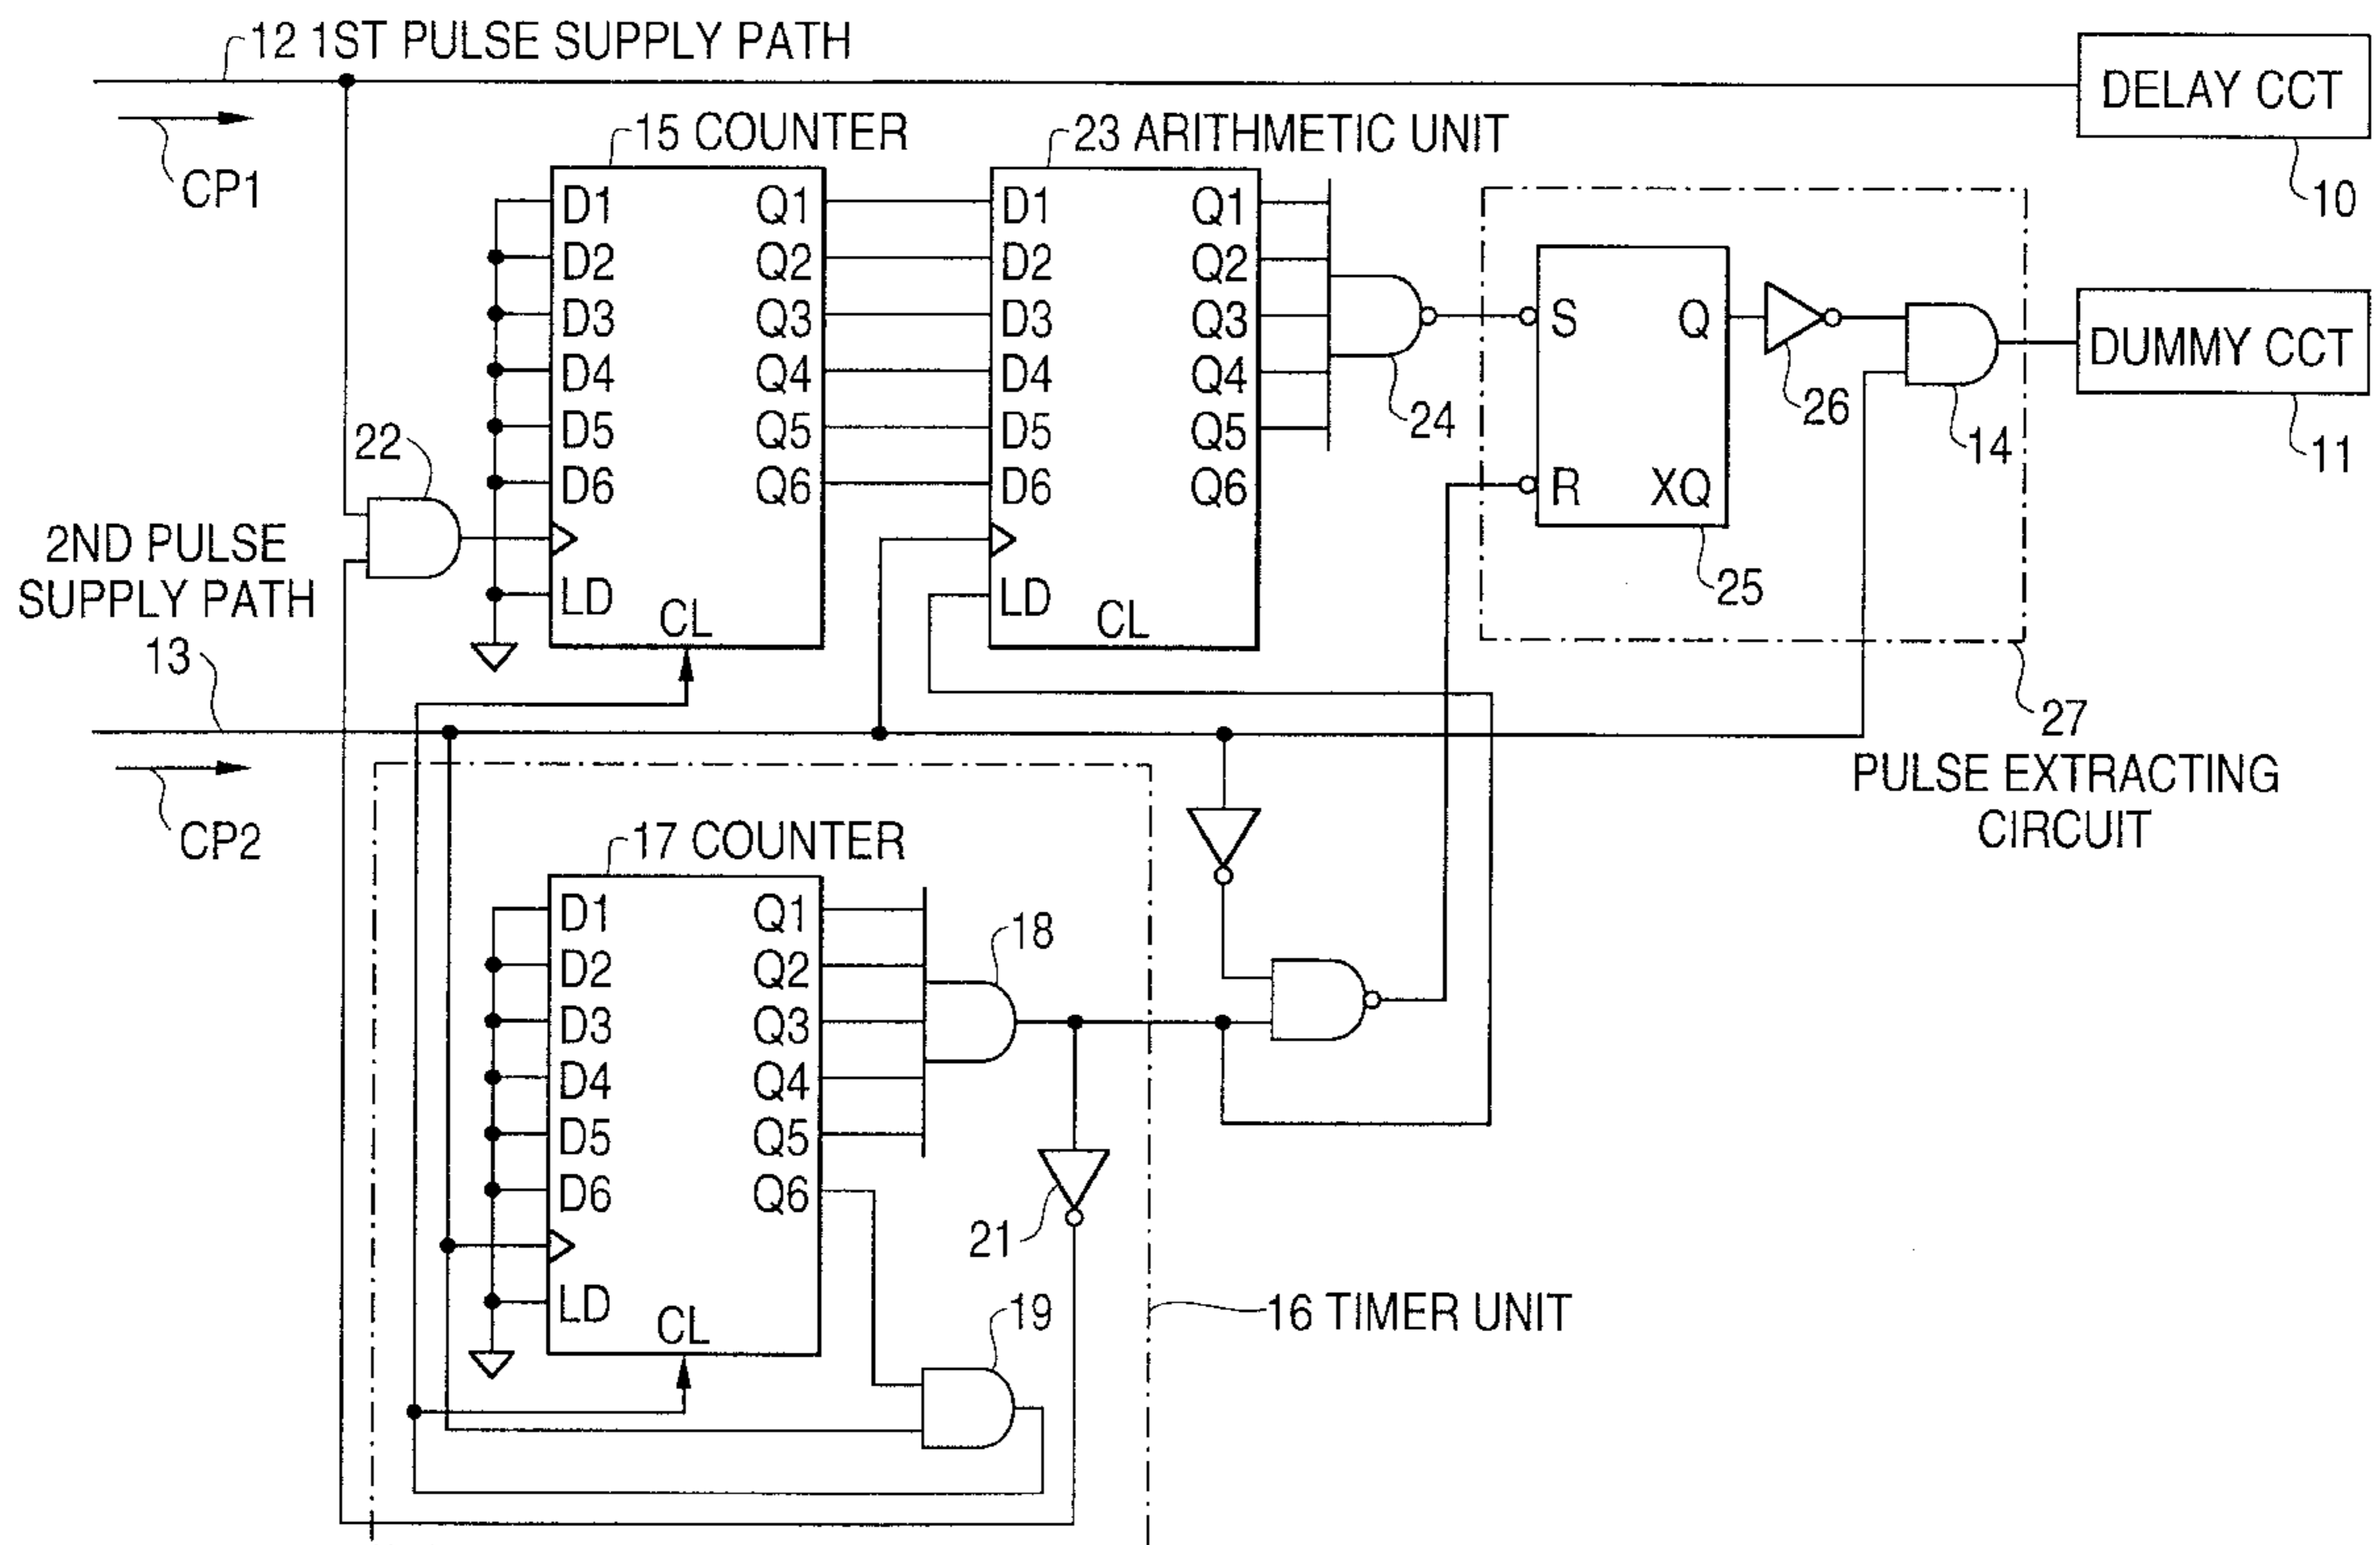 12 1ST PULSE SUPPLY PATH
DELAY CCT
10
CP1
15 COUNTER
D1 Q1
D2 Q2
D3 Q3
D4 Q4
D5 Q5
D6 Q6
LD
CL
23 ARITHMETIC UNIT
D1 Q1
D2 Q2
D3 Q3
D4 Q4
D5 Q5
D6 Q6
LD
CL
24
S Q
R XQ
25
26
14
DUMMY CCT
11
22
2ND PULSE
SUPPLY PATH
13
CP2
27
PULSE EXTRACTING
CIRCUIT
17 COUNTER
D1 Q1
D2 Q2
D3 Q3
D4 Q4
D5 Q5
D6 Q6
LD
CL
18
21
19
16 TIMER UNIT